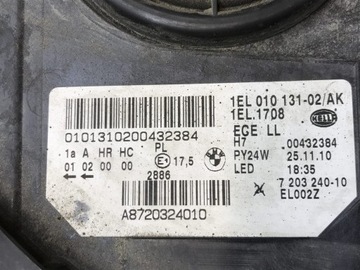 1EL 010 131-02/AK
1EL.1708
HELLA
0101310200432384
EGE LL
1a A HR HC PL
H7 00432384
01 02 00 00 E1 17,5
PY24W 25.11.10
2886
LED 18:35
7 203 240-10
A8720324010
EL002Z